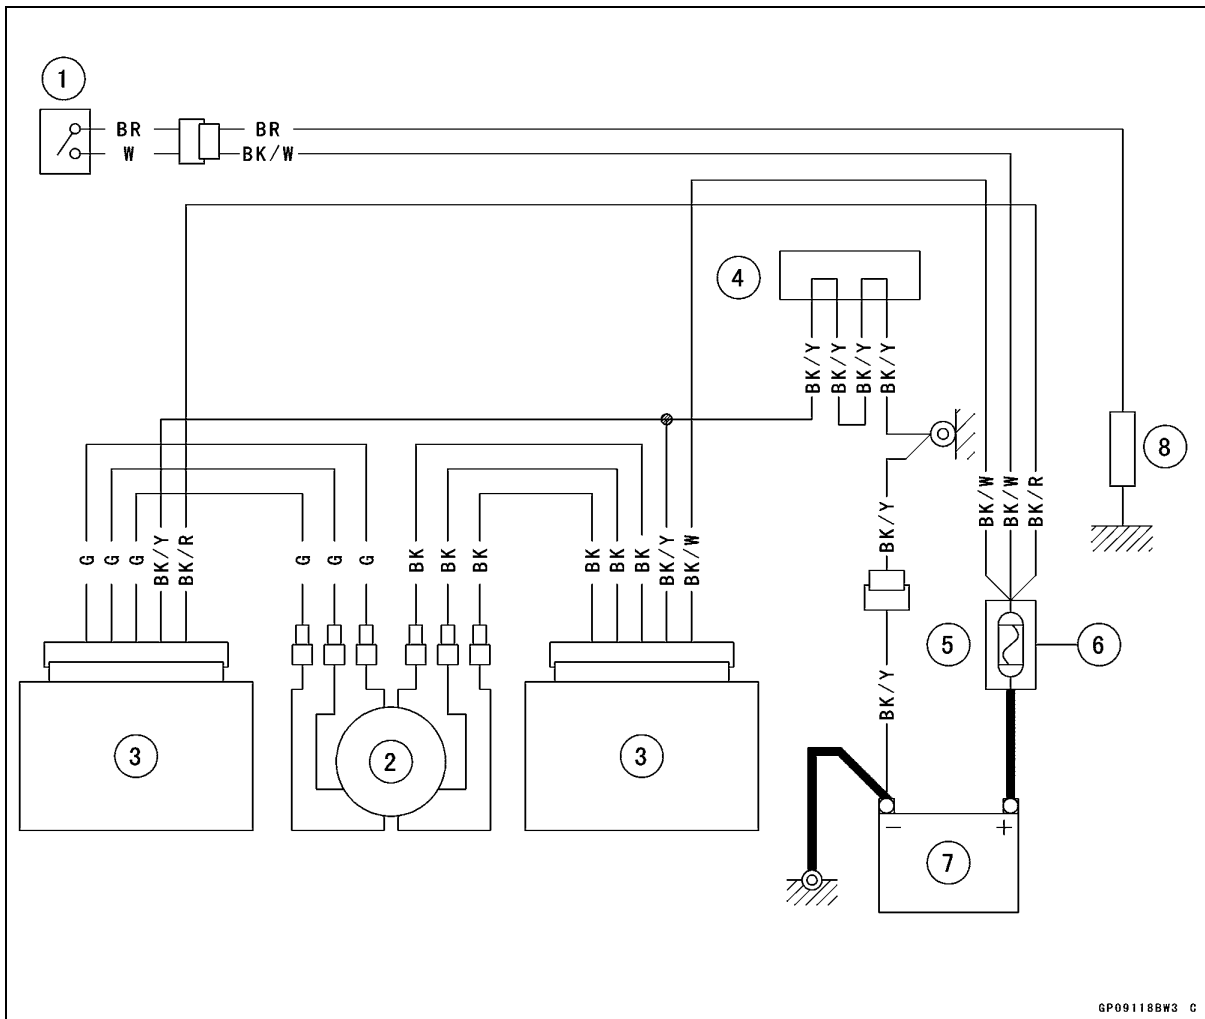 1
BR BR
W BK/W
4
BK/Y BK/Y BK/Y BK/Y
8
BK/W BK/W BK/R
BK/Y
G G G BK/Y BK/R G G G BK BK BK BK BK BK BK/Y BK/W
5 6
BK/Y
3 2 3
- +
7
GP09118BW3 C